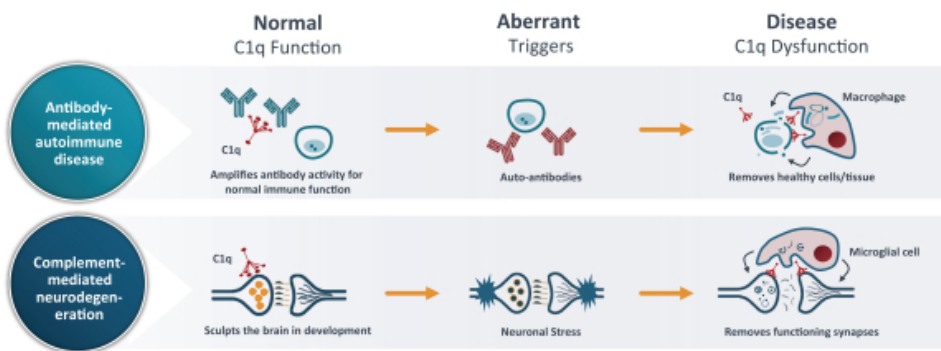 Normal
C1q Function
Aberrant
Triggers
Disease
C1q Dysfunction
Antibody-
mediated
autoimmune
disease
C1q
Amplifies antibody activity for
normal immune function
Auto-antibodies
C1q
Macrophage
Removes healthy cells/tissue
Complement-
mediated
neurodegen-
eration
C1q
Sculpts the brain in development
Neuronal Stress
Microglial cell
Removes functioning synapses